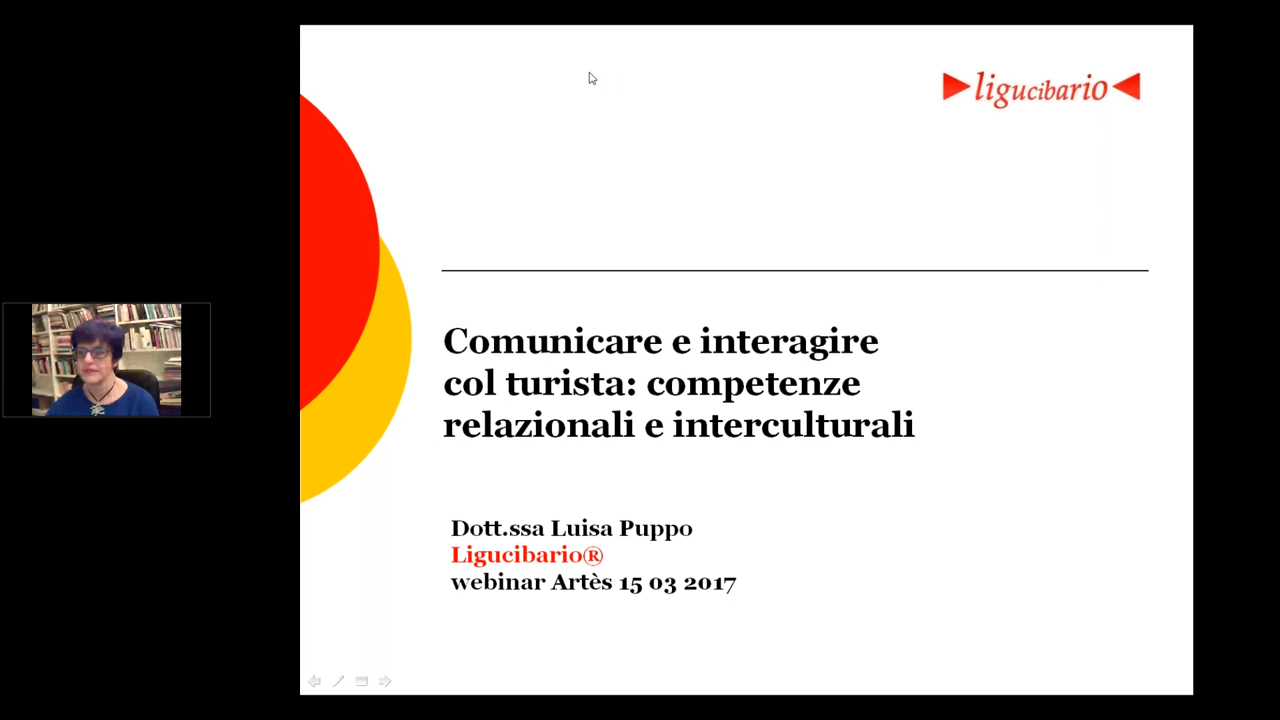 ligucibario
Comunicare e interagire
col turista: competenze
relazionali e interculturali
Dott.ssa Luisa Puppo
Ligucibario®
webinar Artès 15 03 2017